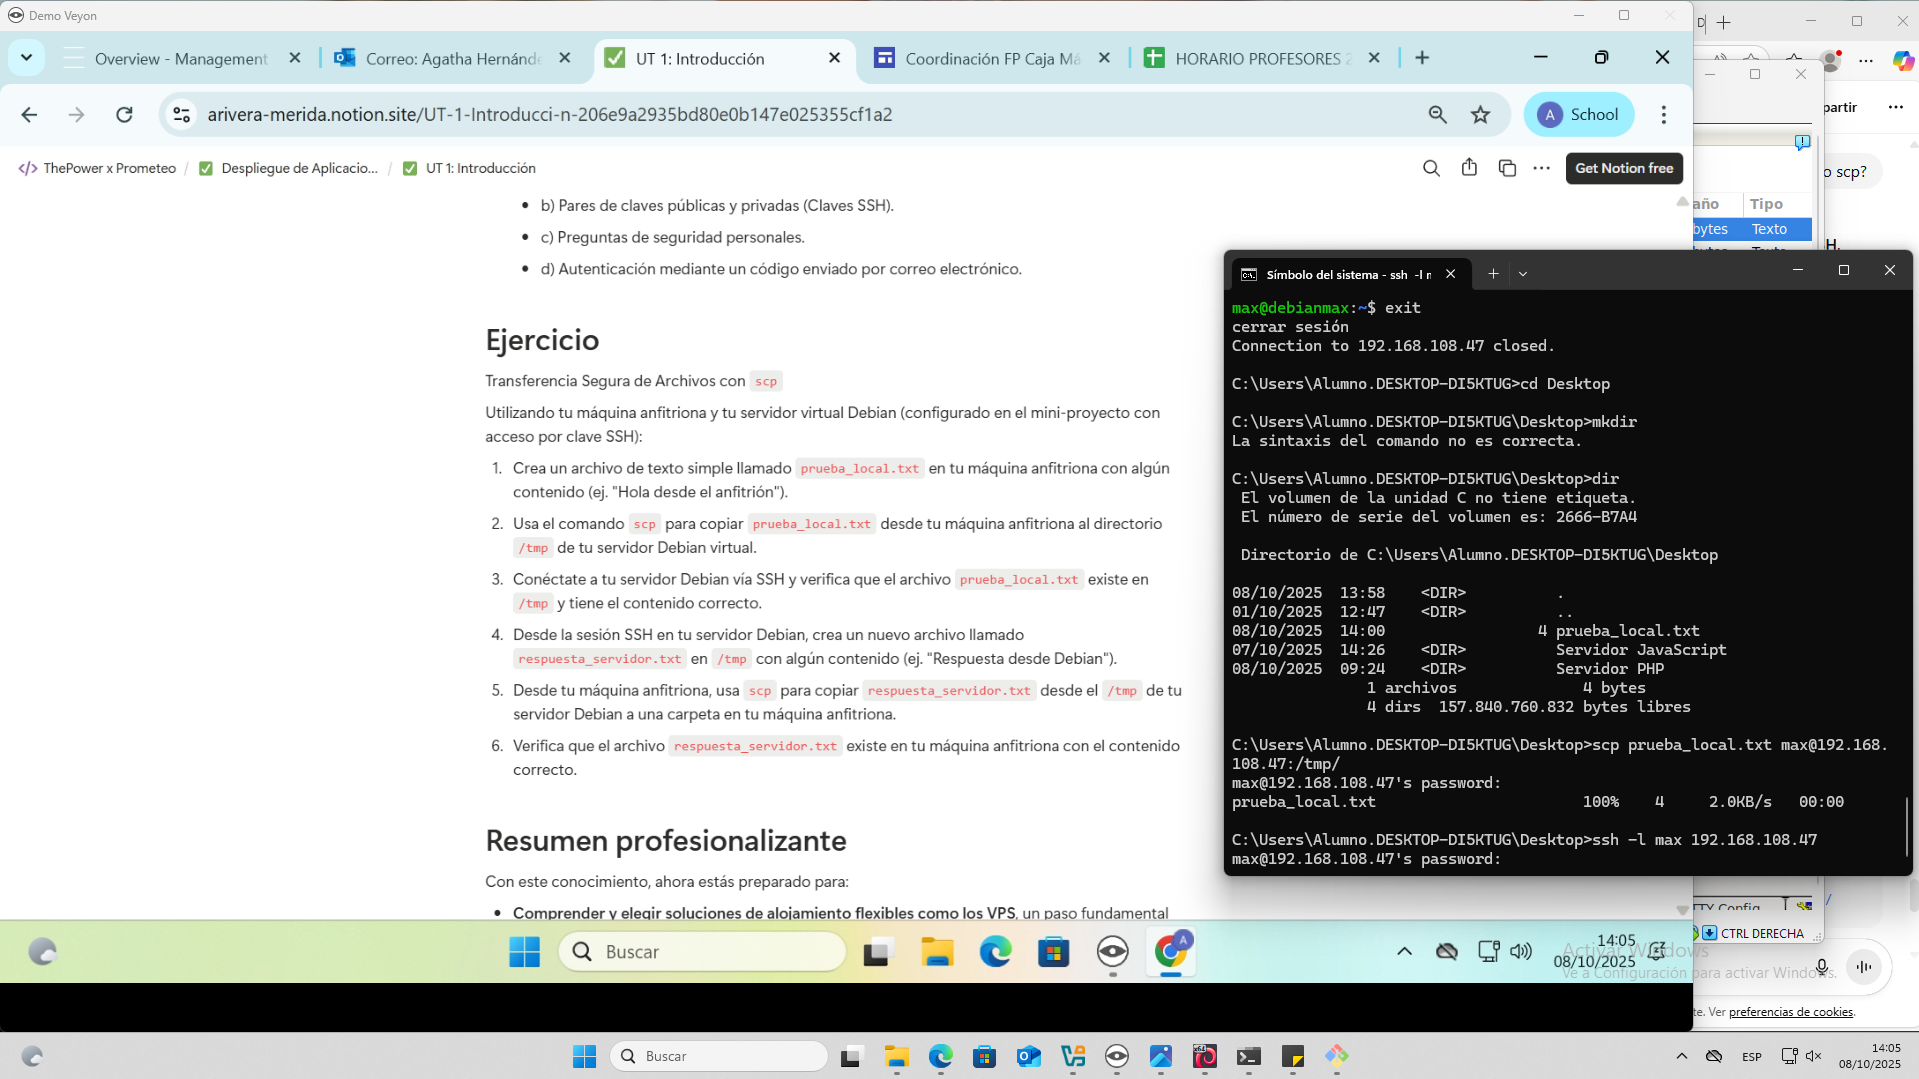 Demo Veyon
Overview - Management
Correo: Agatha Hernánde
UT 1: Introducción
Coordinación FP Caja Má
HORARIO PROFESORES 2
arivera-merida.notion.site/UT-1-Introducci-n-206e9a2935bd80e0b147e025355cf1a2
A School
ThePower x Prometeo / Despliegue de Aplicacio... / UT 1: Introducción
Get Notion free
• b) Pares de claves públicas y privadas (Claves SSH).
• c) Preguntas de seguridad personales.
• d) Autenticación mediante un código enviado por correo electrónico.
Ejercicio
Transferencia Segura de Archivos con scp
Utilizando tu máquina anfitriona y tu servidor virtual Debian (configurado en el mini-proyecto con
acceso por clave SSH):
1. Crea un archivo de texto simple llamado prueba_local.txt en tu máquina anfitriona con algún
contenido (ej. "Hola desde el anfitrión").
2. Usa el comando scp para copiar prueba_local.txt desde tu máquina anfitriona al directorio
/tmp de tu servidor Debian virtual.
3. Conéctate a tu servidor Debian vía SSH y verifica que el archivo prueba_local.txt existe en
/tmp y tiene el contenido correcto.
4. Desde la sesión SSH en tu servidor Debian, crea un nuevo archivo llamado
respuesta_servidor.txt en /tmp con algún contenido (ej. "Respuesta desde Debian").
5. Desde tu máquina anfitriona, usa scp para copiar respuesta_servidor.txt desde el /tmp de tu
servidor Debian a una carpeta en tu máquina anfitriona.
6. Verifica que el archivo respuesta_servidor.txt existe en tu máquina anfitriona con el contenido
correcto.
Resumen profesionalizante
Con este conocimiento, ahora estás preparado para:
• Comprender y elegir soluciones de alojamiento flexibles como los VPS, un paso fundamental
Buscar
14:05
08/10/2025
partir
o scp?
año Tipo
bytes Texto
H.
Símbolo del sistema - ssh -l m
max@debianmax:~$ exit
cerrar sesión
Connection to 192.168.108.47 closed.
C:\Users\Alumno.DESKTOP-DI5KTUG>cd Desktop
C:\Users\Alumno.DESKTOP-DI5KTUG\Desktop>mkdir
La sintaxis del comando no es correcta.
C:\Users\Alumno.DESKTOP-DI5KTUG\Desktop>dir
El volumen de la unidad C no tiene etiqueta.
El número de serie del volumen es: 2666-B7A4
Directorio de C:\Users\Alumno.DESKTOP-DI5KTUG\Desktop
08/10/2025 13:58 <DIR> .
01/10/2025 12:47 <DIR> ..
08/10/2025 14:00 4 prueba_local.txt
07/10/2025 14:26 <DIR> Servidor JavaScript
08/10/2025 09:24 <DIR> Servidor PHP
1 archivos 4 bytes
4 dirs 157.840.760.832 bytes libres
C:\Users\Alumno.DESKTOP-DI5KTUG\Desktop>scp prueba_local.txt max@192.168.
108.47:/tmp/
max@192.168.108.47's password:
prueba_local.txt 100% 4 2.0KB/s 00:00
C:\Users\Alumno.DESKTOP-DI5KTUG\Desktop>ssh -l max 192.168.108.47
max@192.168.108.47's password:
TTY Config
CTRL DERECHA
Activar Windows
Ve a Configuración para activar Windows.
te. Ver preferencias de cookies.
Buscar
ESP
14:05
08/10/2025